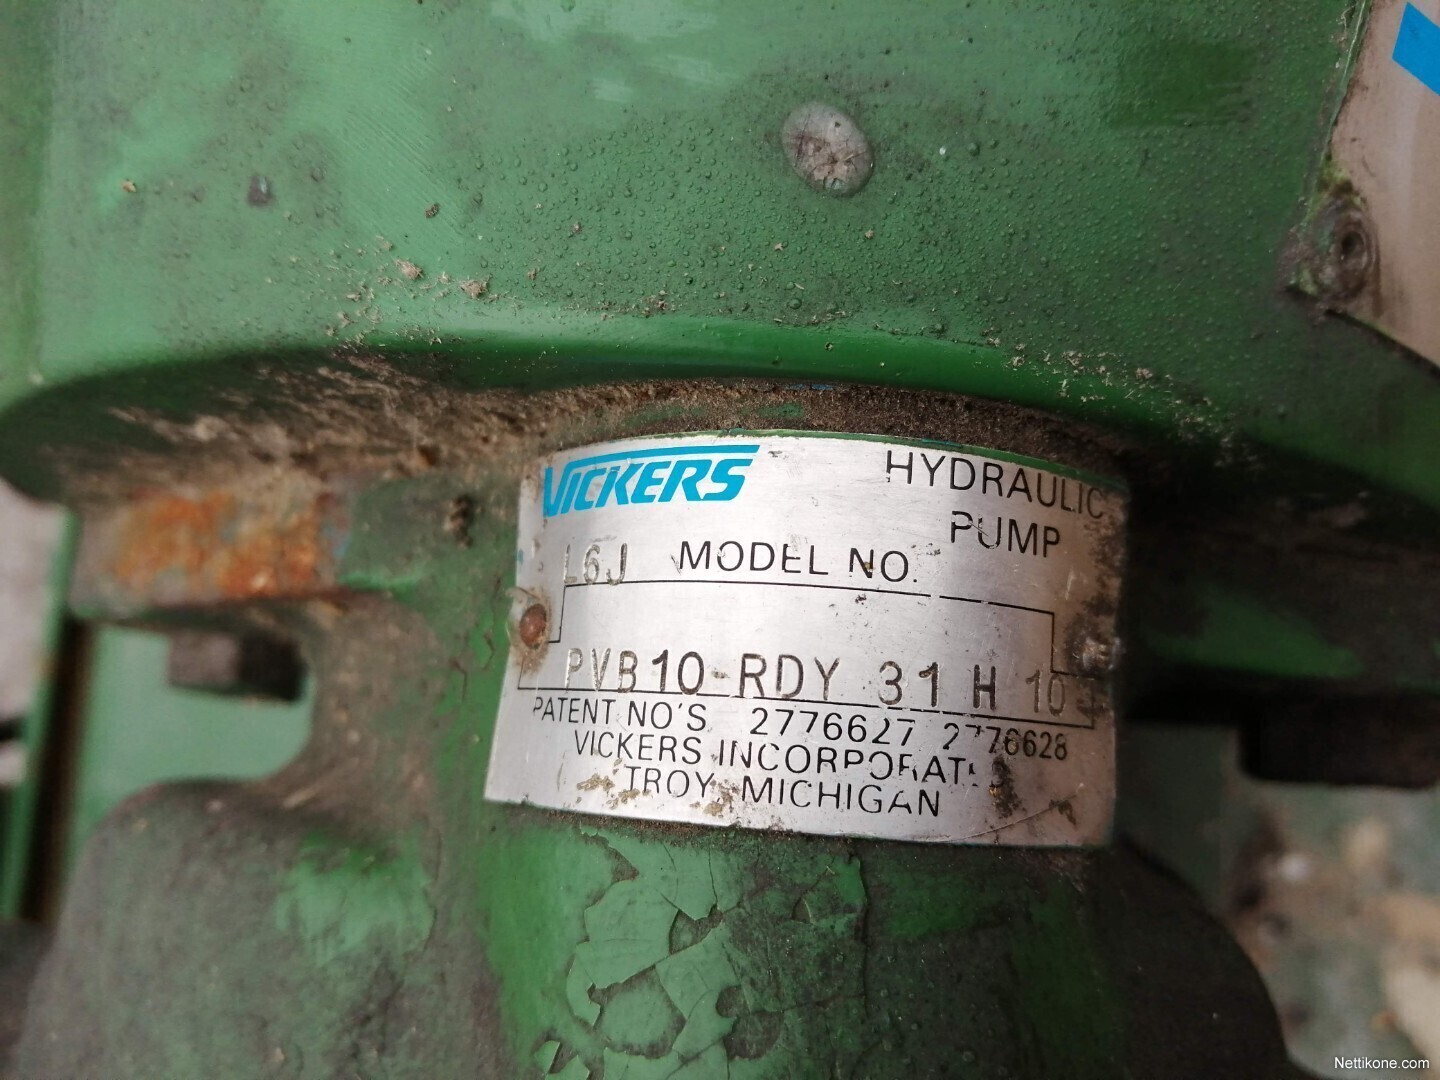 VICKERS
HYDRAULIC
PUMP
L6J MODEL NO.
PVB10-RDY 31 H 10
PATENT NO'S 2776627 2776628
VICKERS INCORPORATED
TROY MICHIGAN
Nettikone.com